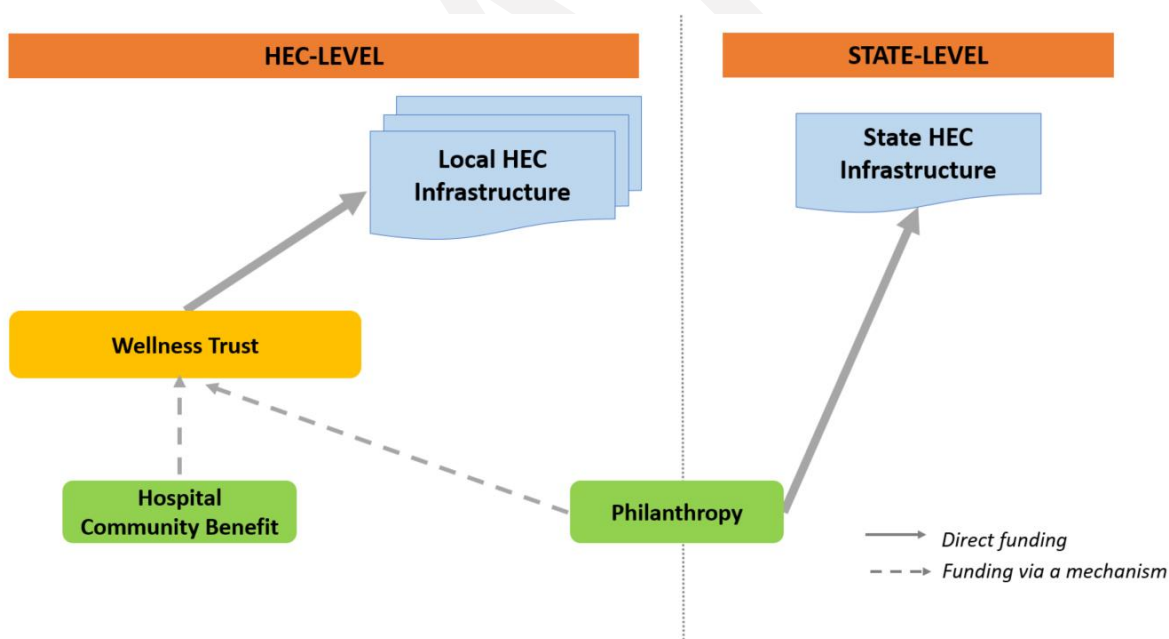 HEC-LEVEL
STATE-LEVEL
Local HEC
Infrastructure
State HEC
Infrastructure
Wellness Trust
Hospital
Community Benefit
Philanthropy
Direct funding
Funding via a mechanism